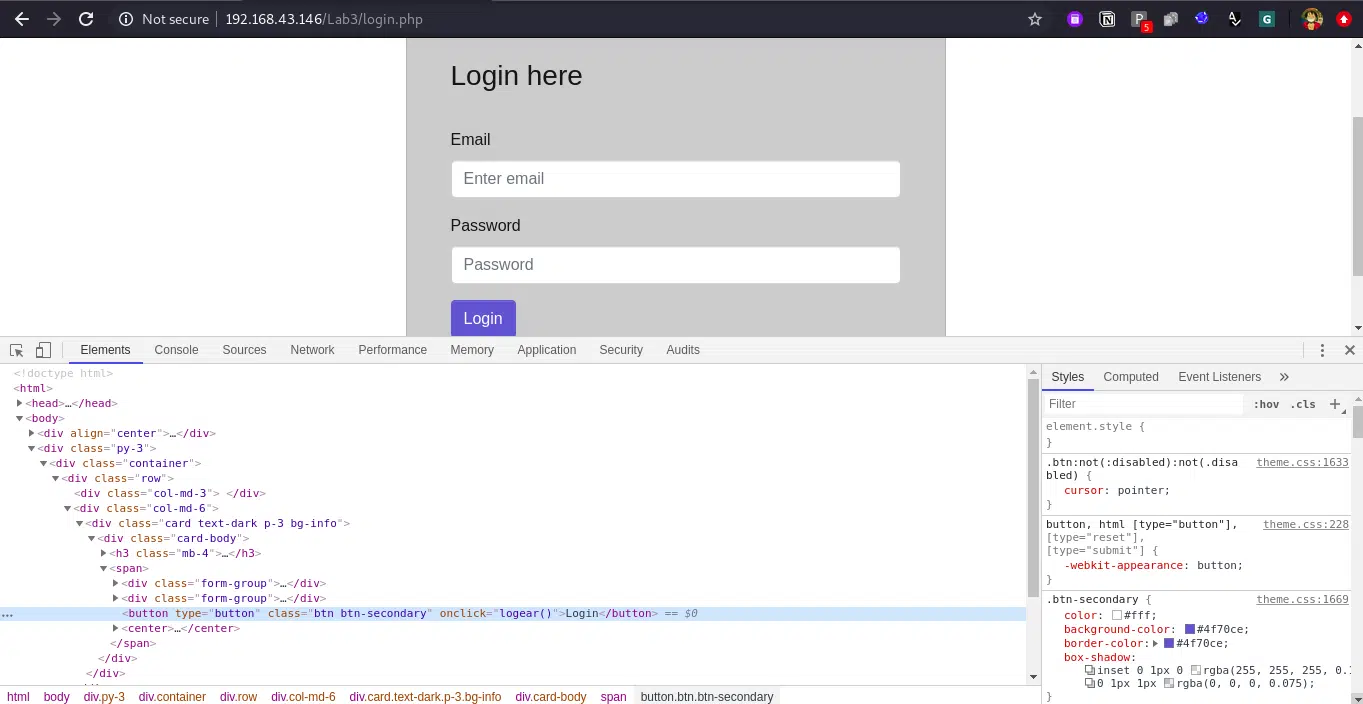 Not secure | 192.168.43.146/Lab3/login.php
P 5 G
Login here
Email
Enter email
Password
Password
Login
Elements Console Sources Network Performance Memory Application Security Audits
<!doctype html>
<html>
<head>…</head>
<body>
<div align="center">…</div>
<div class="py-3">
<div class="container">
<div class="row">
<div class="col-md-3"> </div>
<div class="col-md-6">
<div class="card text-dark p-3 bg-info">
<div class="card-body">
<h3 class="mb-4">…</h3>
<span>
<div class="form-group">…</div>
<div class="form-group">…</div>
<button type="button" class="btn btn-secondary" onclick="logear()">Login</button> == $0
<center>…</center>
</span>
</div>
</div>
html body div.py-3 div.container div.row div.col-md-6 div.card.text-dark.p-3.bg-info div.card-body span button.btn.btn-secondary
Styles Computed Event Listeners »
Filter :hov .cls +
element.style {
}
.btn:not(:disabled):not(.disa theme.css:1633
bled) {
cursor: pointer;
}
button, html [type="button"], theme.css:228
[type="reset"],
[type="submit"] {
-webkit-appearance: button;
}
.btn-secondary { theme.css:1669
color: #fff;
background-color: #4f70ce;
border-color: #4f70ce;
box-shadow:
inset 0 1px 0 rgba(255, 255, 255, 0.1
0 1px 1px rgba(0, 0, 0, 0.075);
}